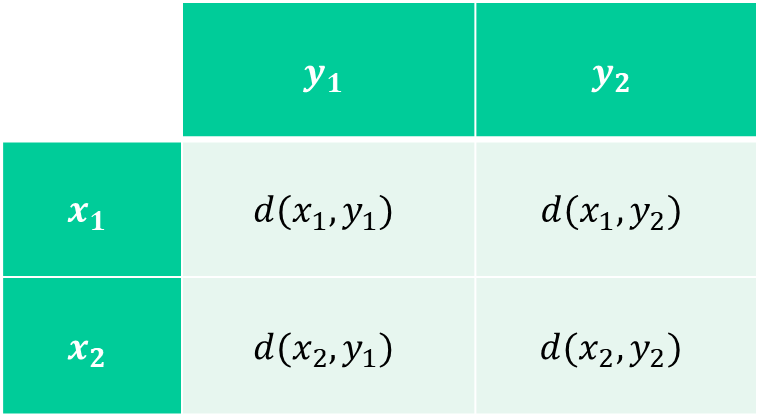 y₁ y₂
x₁ d(x₁, y₁) d(x₁, y₂)
x₂ d(x₂, y₁) d(x₂, y₂)